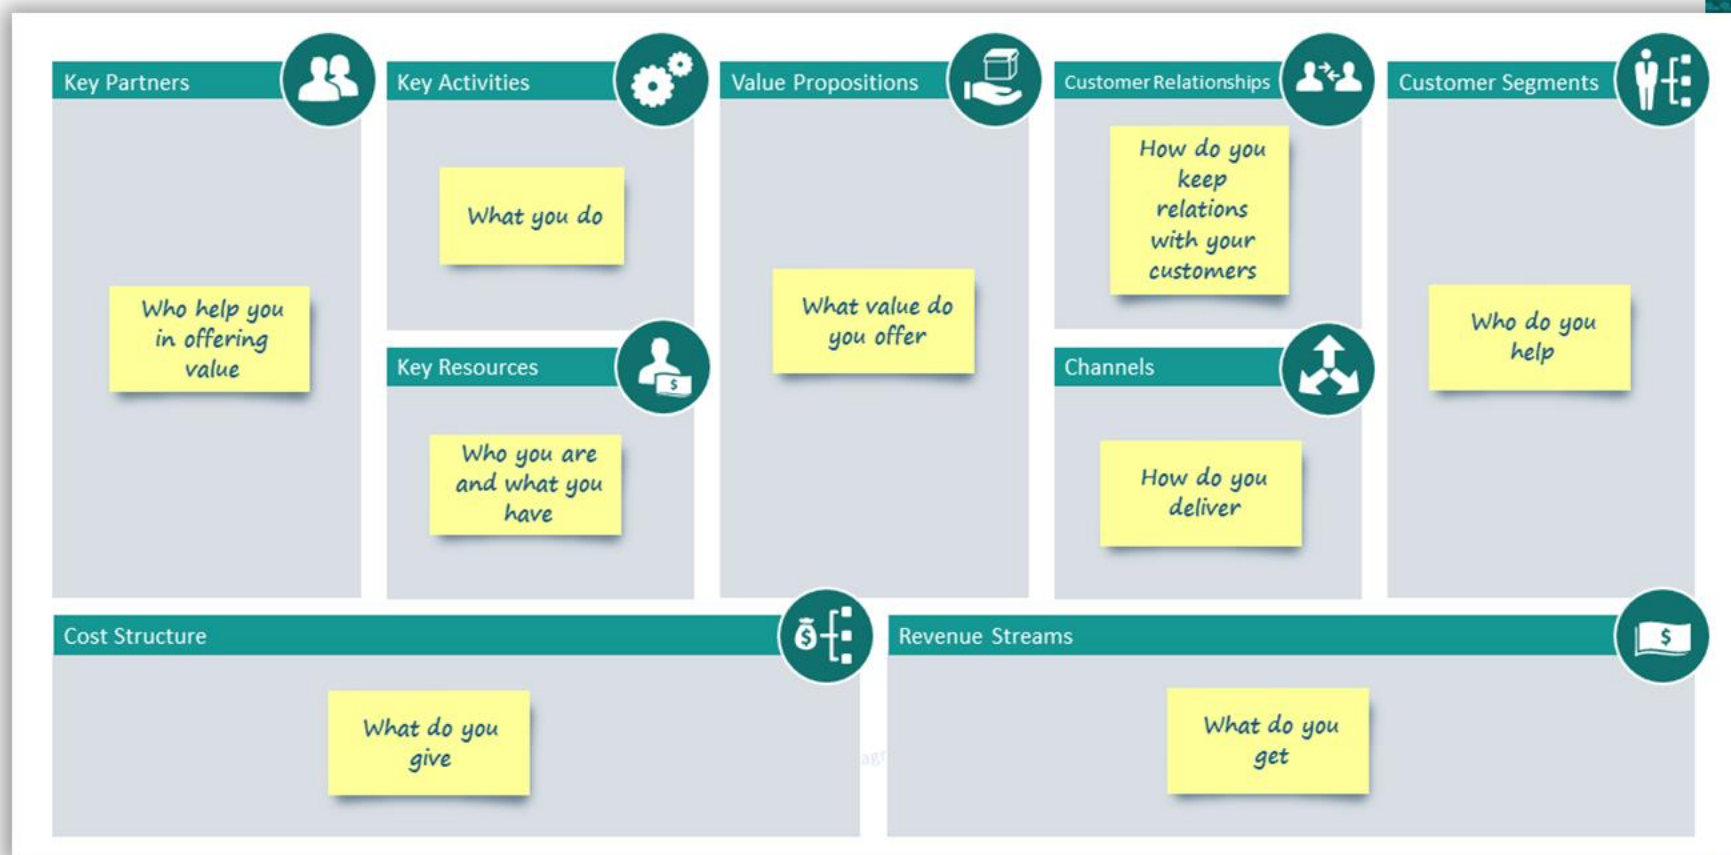 Key Partners
Who help you
in offering
value
Key Activities
What you do
Key Resources
Who you are
and what you
have
Value Propositions
What value do
you offer
Customer Relationships
How do you
keep
relations
with your
customers
Channels
How do you
deliver
Customer Segments
Who do you
help
Cost Structure
$
What do you
give
Revenue Streams
$
What do you
get